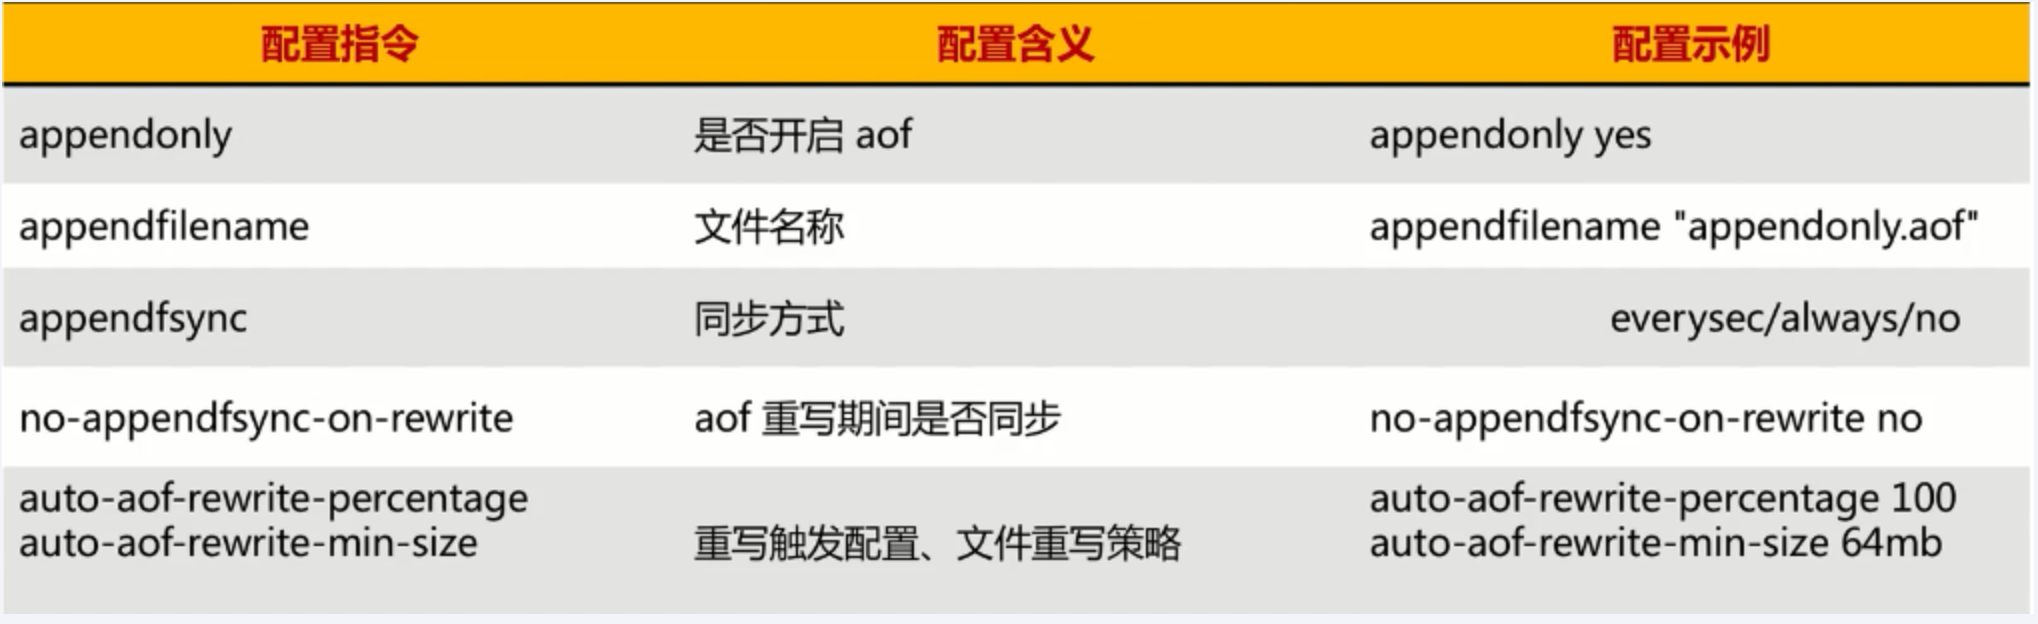 配置指令 配置含义 配置示例
appendonly 是否开启 aof appendonly yes
appendfilename 文件名称 appendfilename "appendonly.aof"
appendfsync 同步方式 everysec/always/no
no-appendfsync-on-rewrite aof 重写期间是否同步 no-appendfsync-on-rewrite no
auto-aof-rewrite-percentage auto-aof-rewrite-percentage 100
auto-aof-rewrite-min-size 重写触发配置、文件重写策略 auto-aof-rewrite-min-size 64mb